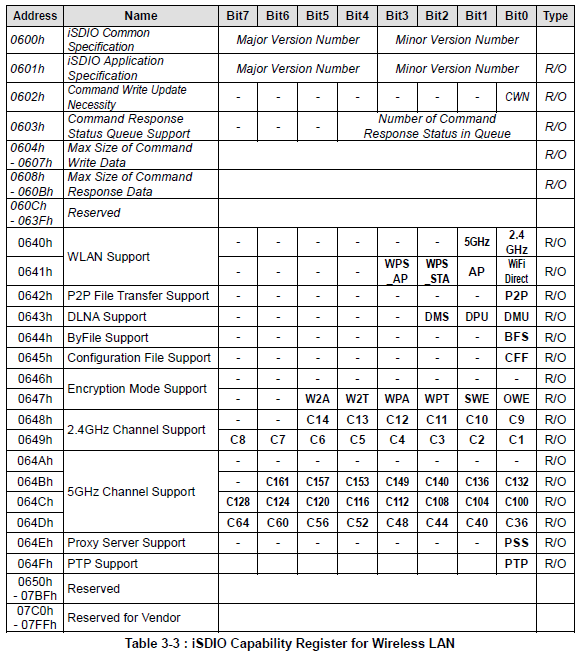 Address Name Bit7 Bit6 Bit5 Bit4 Bit3 Bit2 Bit1 Bit0 Type
0600h iSDIO Common Specification Major Version Number Minor Version Number
0601h iSDIO Application Specification Major Version Number Minor Version Number R/O
0602h Command Write Update Necessity - - - - - - - CWN R/O
0603h Command Response Status Queue Support - - - Number of Command Response Status in Queue R/O
0604h - 0607h Max Size of Command Write Data R/O
0608h - 060Bh Max Size of Command Response Data R/O
060Ch - 063Fh Reserved
0640h WLAN Support - - - - - - 5GHz 2.4 GHz R/O
0641h - - - - WPS_AP WPS_STA AP WiFi Direct R/O
0642h P2P File Transfer Support - - - - - - - P2P R/O
0643h DLNA Support - - - - - DMS DPU DMU R/O
0644h ByFile Support - - - - - - - BFS R/O
0645h Configuration File Support - - - - - - - CFF R/O
0646h Encryption Mode Support - - - - - - - - R/O
0647h - - W2A W2T WPA WPT SWE OWE R/O
0648h 2.4GHz Channel Support - - C14 C13 C12 C11 C10 C9 R/O
0649h C8 C7 C6 C5 C4 C3 C2 C1 R/O
064Ah 5GHz Channel Support - - - - - - - - R/O
064Bh - C161 C157 C153 C149 C140 C136 C132 R/O
064Ch C128 C124 C120 C116 C112 C108 C104 C100 R/O
064Dh C64 C60 C56 C52 C48 C44 C40 C36 R/O
064Eh Proxy Server Support - - - - - - - PSS R/O
064Fh PTP Support - - - - - - - PTP R/O
0650h - 07BFh Reserved
07C0h - 07FFh Reserved for Vendor
Table 3-3 : iSDIO Capability Register for Wireless LAN